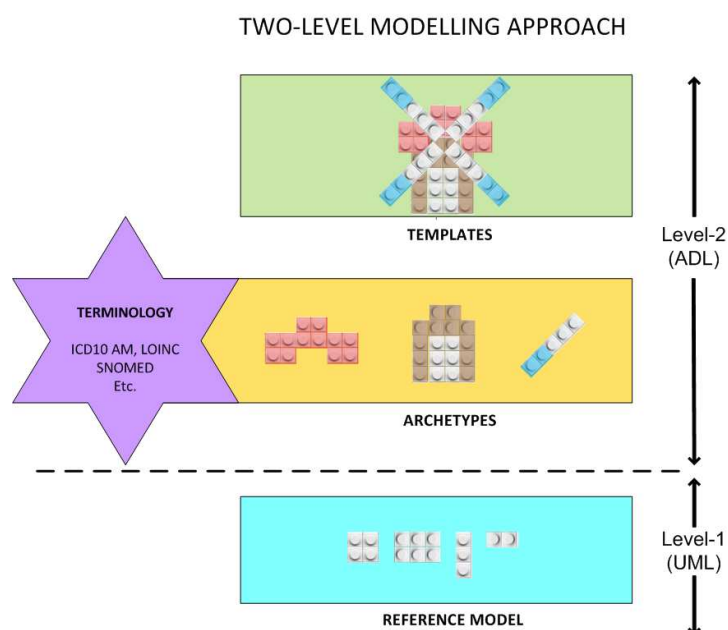 TWO-LEVEL MODELLING APPROACH
TEMPLATES
Level-2
(ADL)
TERMINOLOGY
ICD10 AM, LOINC
SNOMED
Etc.
ARCHETYPES
Level-1
(UML)
REFERENCE MODEL